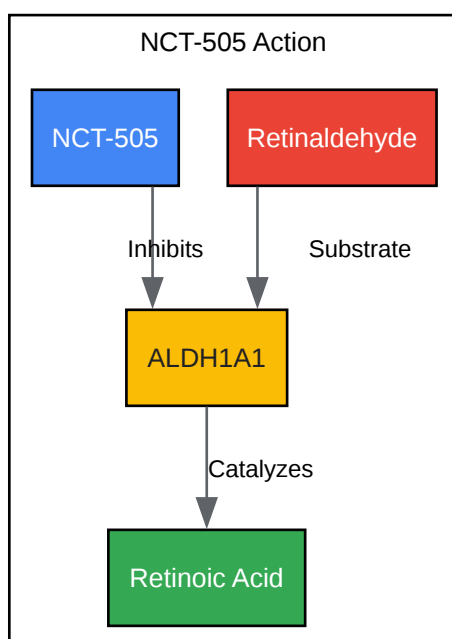 NCT-505 Action
NCT-505
Retinaldehyde
Inhibits
Substrate
ALDH1A1
Catalyzes
Retinoic Acid